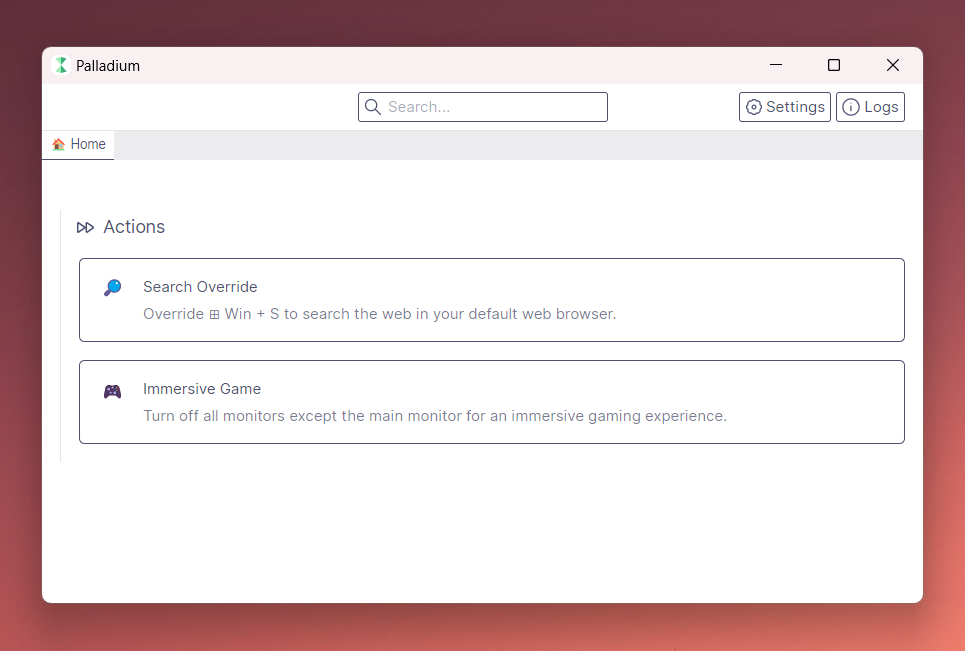 Palladium
Search...
Settings
Logs
Home
Actions
Search Override
Override ⊞ Win + S to search the web in your default web browser.
Immersive Game
Turn off all monitors except the main monitor for an immersive gaming experience.